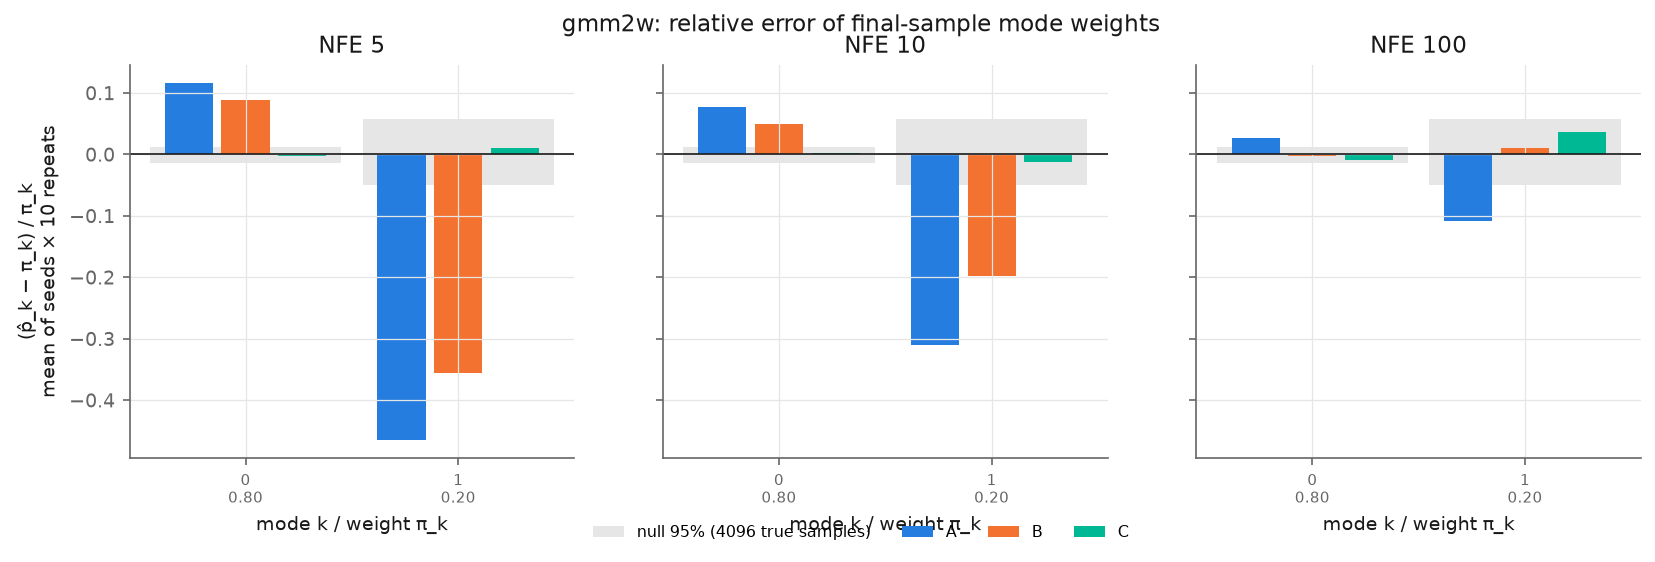 gmm2w: relative error of final-sample mode weights
NFE 5
NFE 10
NFE 100
(p̂_k − π_k) / π_k
mean of seeds × 10 repeats
0.1
0.0
−0.1
−0.2
−0.3
−0.4
0
0.80
1
0.20
0
0.80
1
0.20
0
0.80
1
0.20
mode k / weight π_k
mode k / weight π_k
mode k / weight π_k
null 95% (4096 true samples)
A
B
C